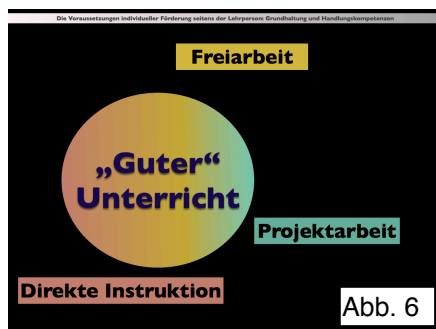 Die Voraussetzungen individueller Förderung seitens der Lehrperson: Grundhaltung und Handlungskompetenzen
Freiarbeit
„Guter“
Unterricht
Projektarbeit
Direkte Instruktion
Abb. 6